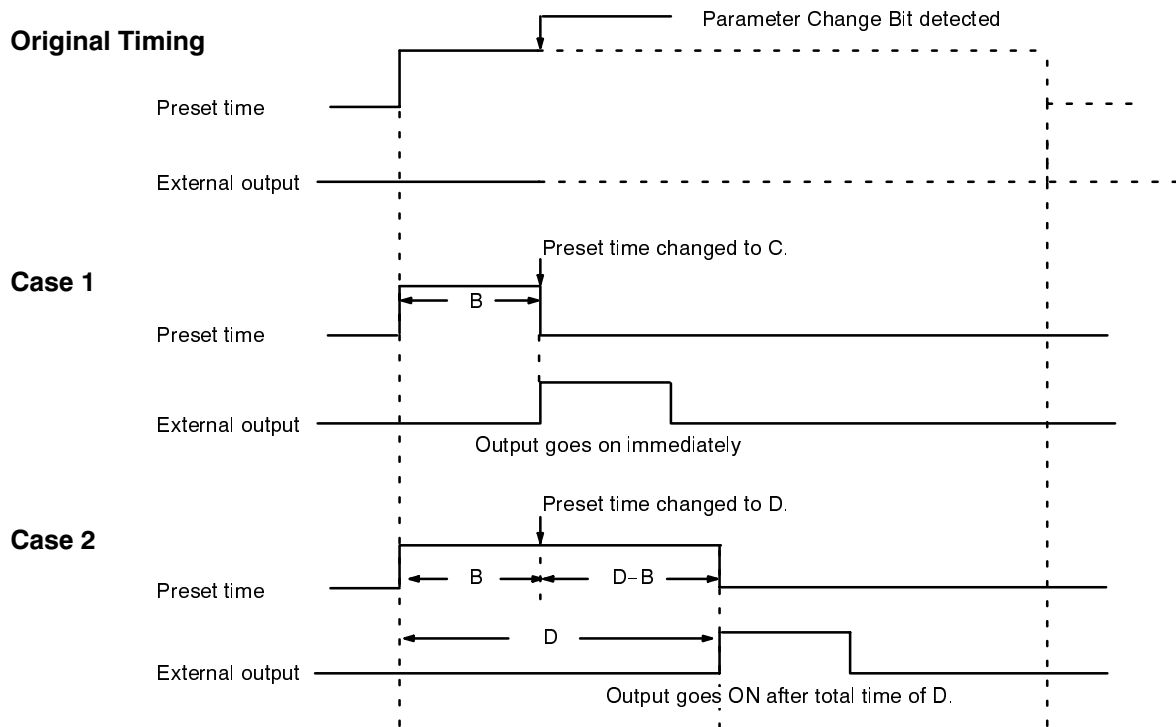 Parameter Change Bit detected
Original Timing
Preset time
External output
Preset time changed to C.
Case 1
B
Preset time
External output
Output goes on immediately
Preset time changed to D.
Case 2
B D–B
Preset time
D
External output
Output goes ON after total time of D.